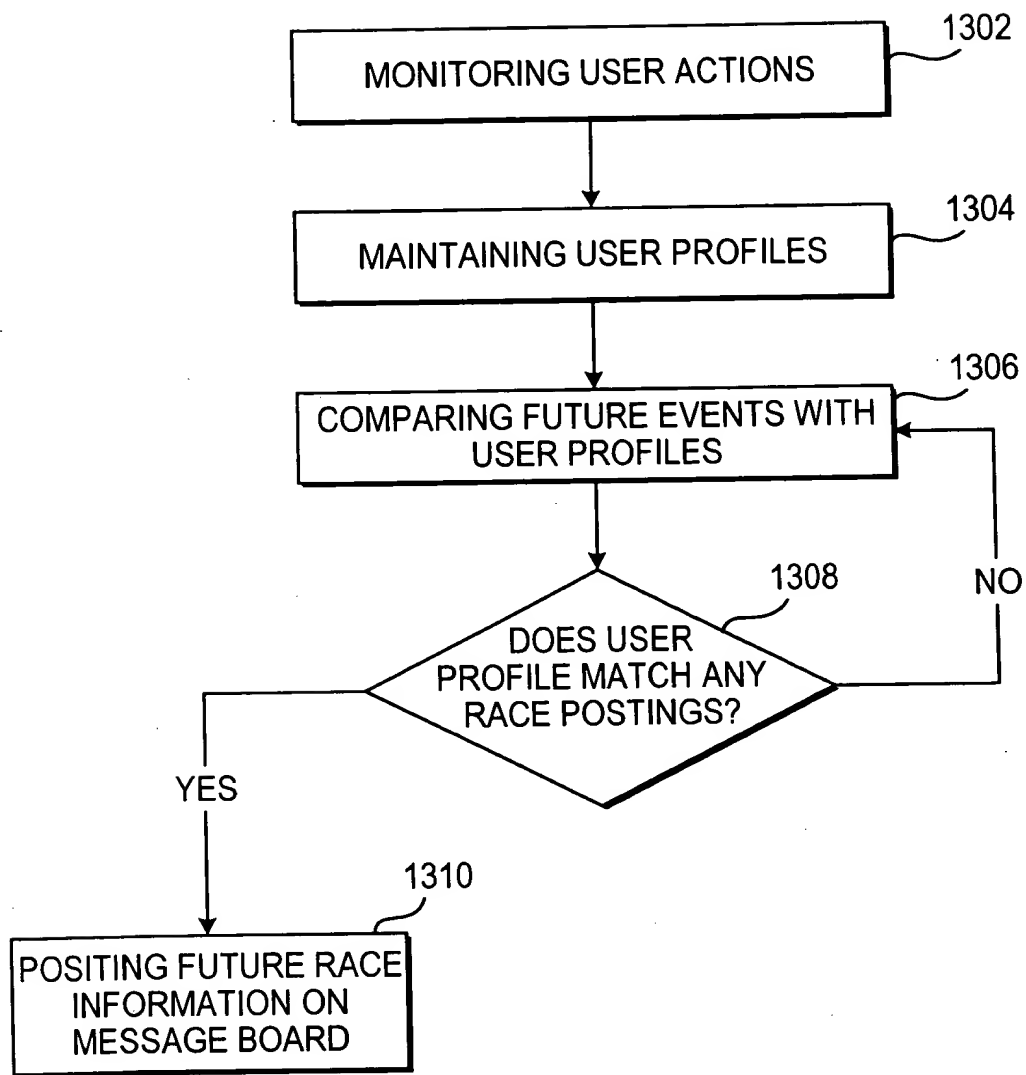 1302
MONITORING USER ACTIONS
1304
MAINTAINING USER PROFILES
1306
COMPARING FUTURE EVENTS WITH
USER PROFILES
1308
DOES USER
PROFILE MATCH ANY
RACE POSTINGS?
NO
YES
1310
POSITING FUTURE RACE
INFORMATION ON
MESSAGE BOARD